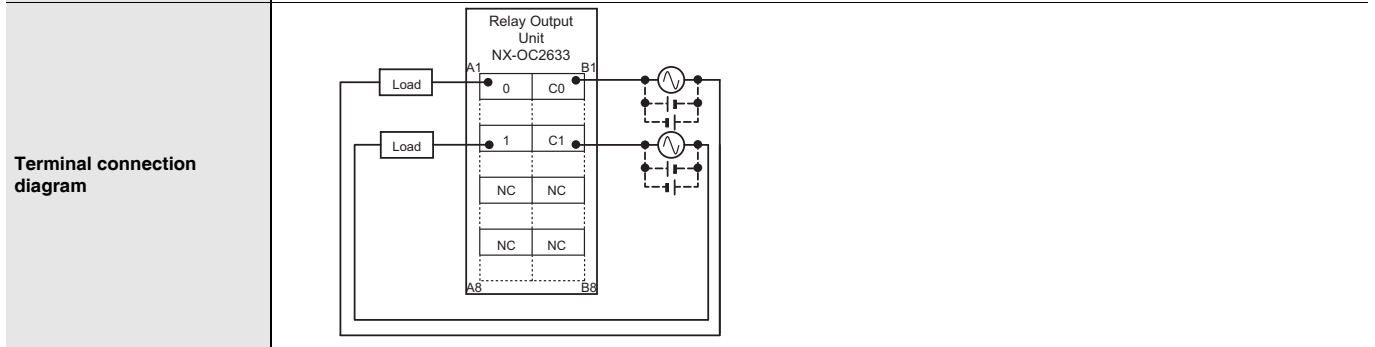 Terminal connection
diagram
Relay Output
Unit
NX-OC2633
A1 B1
Load 0 C0
Load 1 C1
NC NC
NC NC
A8 B8